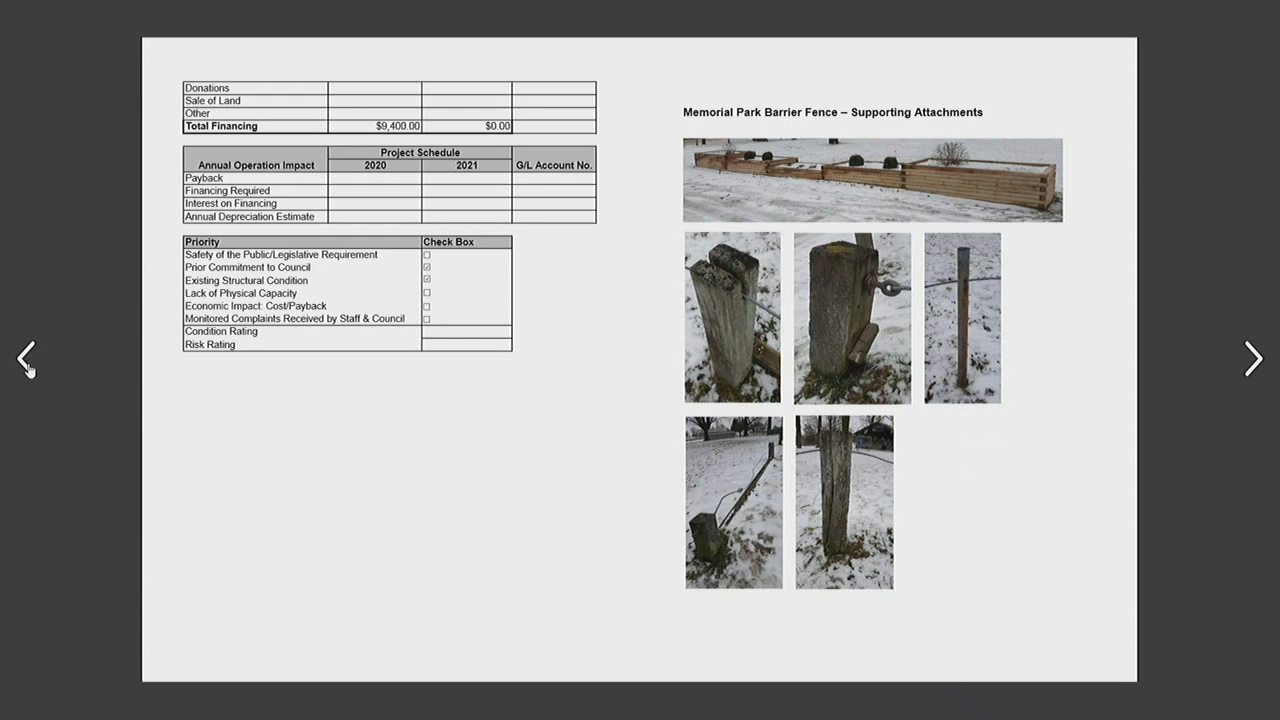 Donations
Sale of Land
Other
Total Financing $9,400.00 $0.00
Annual Operation Impact Project Schedule G/L Account No.
2020 2021
Payback
Financing Required
Interest on Financing
Annual Depreciation Estimate
Priority Check Box
Safety of the Public/Legislative Requirement ☐
Prior Commitment to Council ☑
Existing Structural Condition ☑
Lack of Physical Capacity ☐
Economic Impact: Cost/Payback ☐
Monitored Complaints Received by Staff & Council ☐
Condition Rating
Risk Rating
Memorial Park Barrier Fence – Supporting Attachments